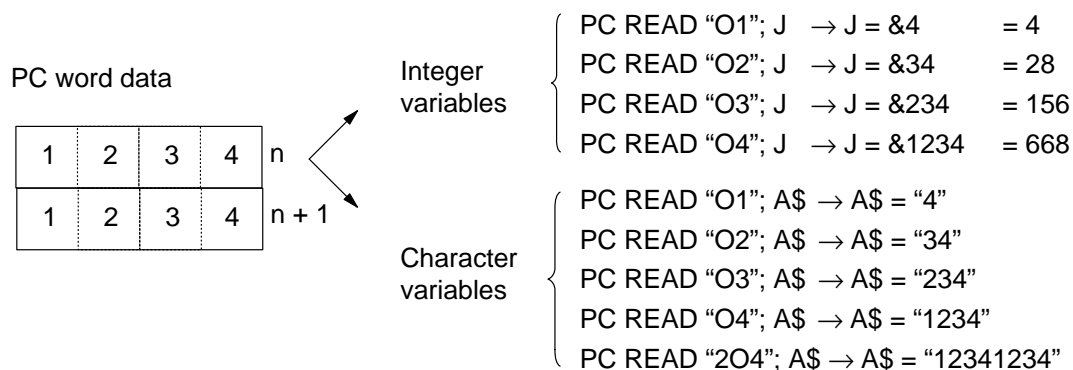 PC word data
1 2 3 4 n
1 2 3 4 n + 1
Integer
variables
PC READ “O1”; J → J = &4 = 4
PC READ “O2”; J → J = &34 = 28
PC READ “O3”; J → J = &234 = 156
PC READ “O4”; J → J = &1234 = 668
Character
variables
PC READ “O1”; A$ → A$ = “4”
PC READ “O2”; A$ → A$ = “34”
PC READ “O3”; A$ → A$ = “234”
PC READ “O4”; A$ → A$ = “1234”
PC READ “2O4”; A$ → A$ = “12341234”